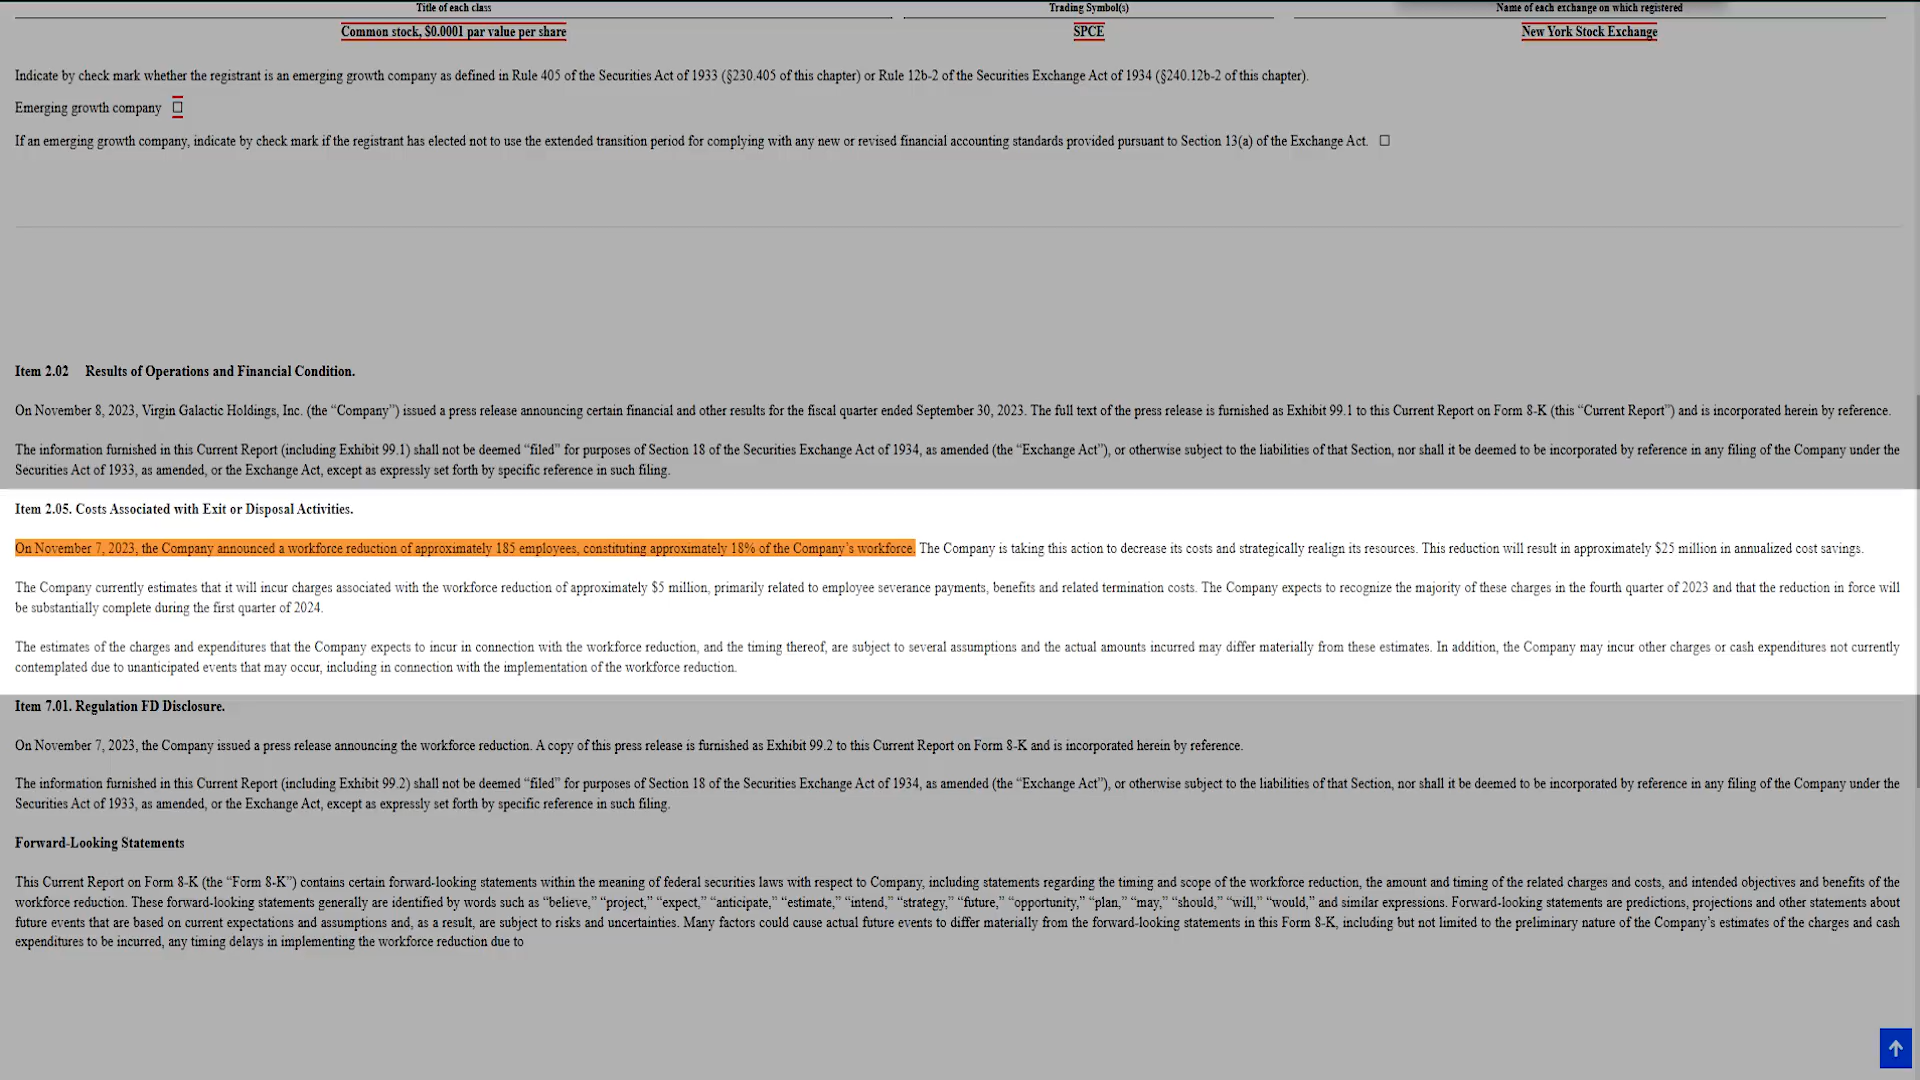 Title of each class Trading Symbol(s) Name of each exchange on which registered
Common stock, $0.0001 par value per share SPCE New York Stock Exchange
Indicate by check mark whether the registrant is an emerging growth company as defined in Rule 405 of the Securities Act of 1933 (§230.405 of this chapter) or Rule 12b-2 of the Securities Exchange Act of 1934 (§240.12b-2 of this chapter).
Emerging growth company ☐
If an emerging growth company, indicate by check mark if the registrant has elected not to use the extended transition period for complying with any new or revised financial accounting standards provided pursuant to Section 13(a) of the Exchange Act. ☐
Item 2.02 Results of Operations and Financial Condition.
On November 8, 2023, Virgin Galactic Holdings, Inc. (the “Company”) issued a press release announcing certain financial and other results for the fiscal quarter ended September 30, 2023. The full text of the press release is furnished as Exhibit 99.1 to this Current Report on Form 8-K (this “Current Report”) and is incorporated herein by reference.
The information furnished in this Current Report (including Exhibit 99.1) shall not be deemed “filed” for purposes of Section 18 of the Securities Exchange Act of 1934, as amended (the “Exchange Act”), or otherwise subject to the liabilities of that Section, nor shall it be deemed to be incorporated by reference in any filing of the Company under the
Securities Act of 1933, as amended, or the Exchange Act, except as expressly set forth by specific reference in such filing.
Item 2.05. Costs Associated with Exit or Disposal Activities.
On November 7, 2023, the Company announced a workforce reduction of approximately 185 employees, constituting approximately 18% of the Company’s workforce. The Company is taking this action to decrease its costs and strategically realign its resources. This reduction will result in approximately $25 million in annualized cost savings.
The Company currently estimates that it will incur charges associated with the workforce reduction of approximately $5 million, primarily related to employee severance payments, benefits and related termination costs. The Company expects to recognize the majority of these charges in the fourth quarter of 2023 and that the reduction in force will
be substantially complete during the first quarter of 2024.
The estimates of the charges and expenditures that the Company expects to incur in connection with the workforce reduction, and the timing thereof, are subject to several assumptions and the actual amounts incurred may differ materially from these estimates. In addition, the Company may incur other charges or cash expenditures not currently
contemplated due to unanticipated events that may occur, including in connection with the implementation of the workforce reduction.
Item 7.01. Regulation FD Disclosure.
On November 7, 2023, the Company issued a press release announcing the workforce reduction. A copy of this press release is furnished as Exhibit 99.2 to this Current Report on Form 8-K and is incorporated herein by reference.
The information furnished in this Current Report (including Exhibit 99.2) shall not be deemed “filed” for purposes of Section 18 of the Securities Exchange Act of 1934, as amended (the “Exchange Act”), or otherwise subject to the liabilities of that Section, nor shall it be deemed to be incorporated by reference in any filing of the Company under the
Securities Act of 1933, as amended, or the Exchange Act, except as expressly set forth by specific reference in such filing.
Forward-Looking Statements
This Current Report on Form 8-K (the “Form 8-K”) contains certain forward-looking statements within the meaning of federal securities laws with respect to Company, including statements regarding the timing and scope of the workforce reduction, the amount and timing of the related charges and costs, and intended objectives and benefits of the
workforce reduction. These forward-looking statements generally are identified by words such as “believe,” “project,” “expect,” “anticipate,” “estimate,” “intend,” “strategy,” “future,” “opportunity,” “plan,” “may,” “should,” “will,” “would,” and similar expressions. Forward-looking statements are predictions, projections and other statements about
future events that are based on current expectations and assumptions and, as a result, are subject to risks and uncertainties. Many factors could cause actual future events to differ materially from the forward-looking statements in this Form 8-K, including but not limited to the preliminary nature of the Company’s estimates of the charges and cash
expenditures to be incurred, any timing delays in implementing the workforce reduction due to